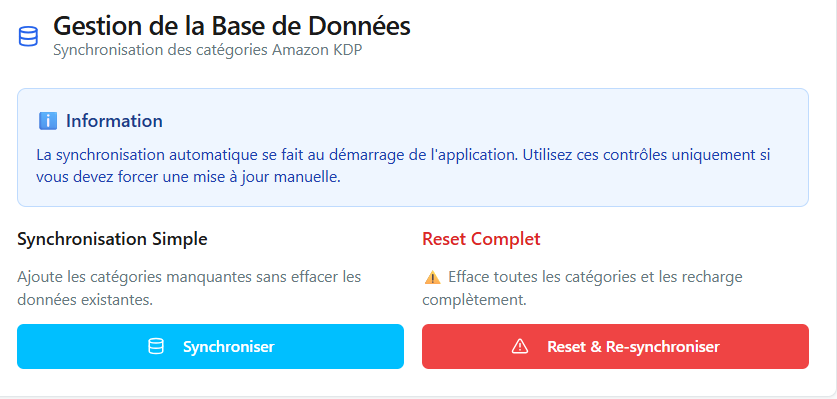 Gestion de la Base de Données
Synchronisation des catégories Amazon KDP
Information
La synchronisation automatique se fait au démarrage de l'application. Utilisez ces contrôles uniquement si
vous devez forcer une mise à jour manuelle.
Synchronisation Simple
Ajoute les catégories manquantes sans effacer les
données existantes.
Synchroniser
Reset Complet
Efface toutes les catégories et les recharge
complètement.
Reset & Re-synchroniser